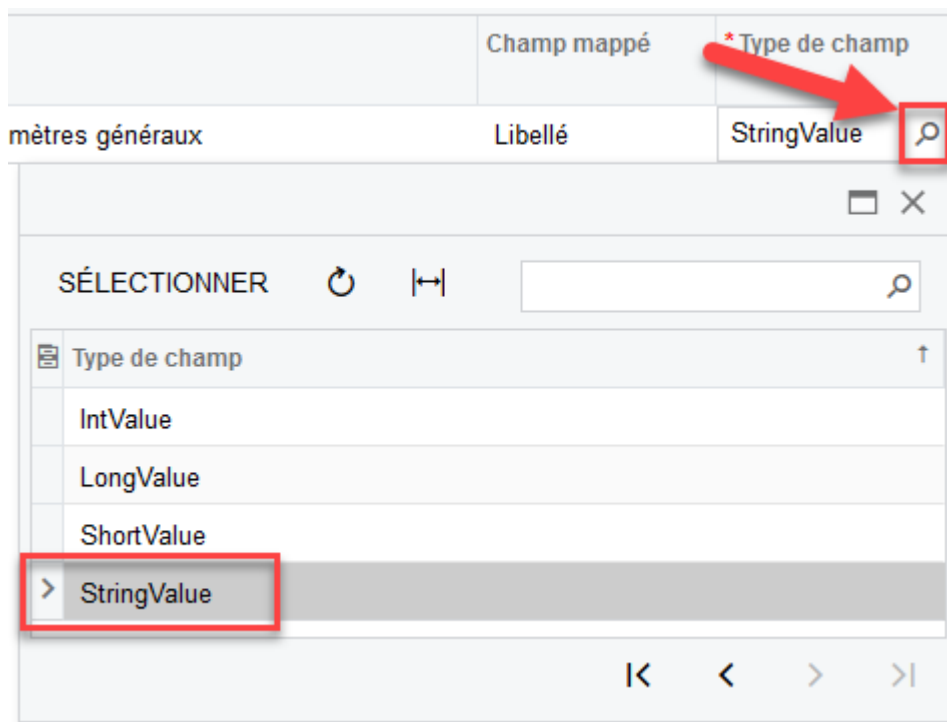 Champ mappé * Type de champ
mètres généraux Libellé StringValue
SÉLECTIONNER
Type de champ
IntValue
LongValue
ShortValue
StringValue